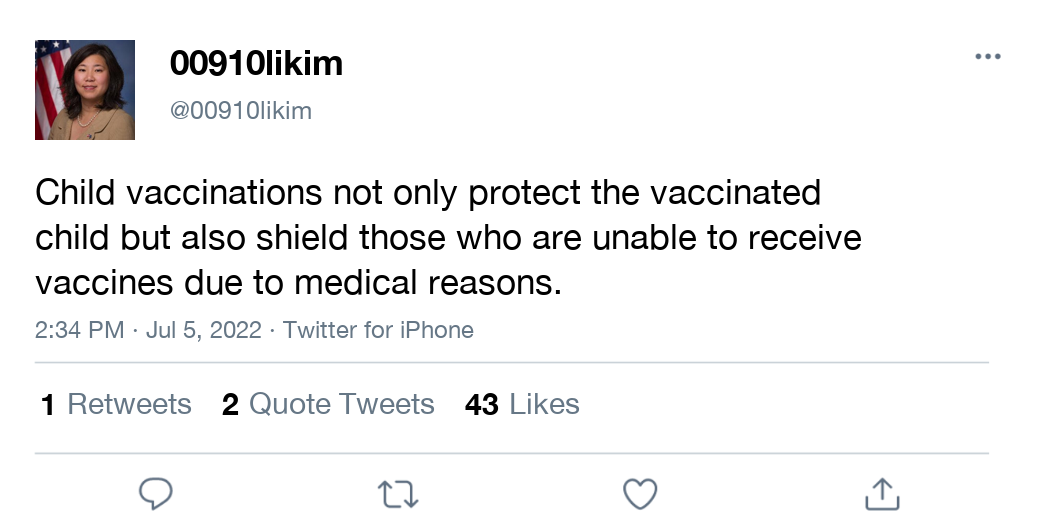 00910likim
@00910likim
Child vaccinations not only protect the vaccinated
child but also shield those who are unable to receive
vaccines due to medical reasons.
2:34 PM · Jul 5, 2022 · Twitter for iPhone
1 Retweets 2 Quote Tweets 43 Likes